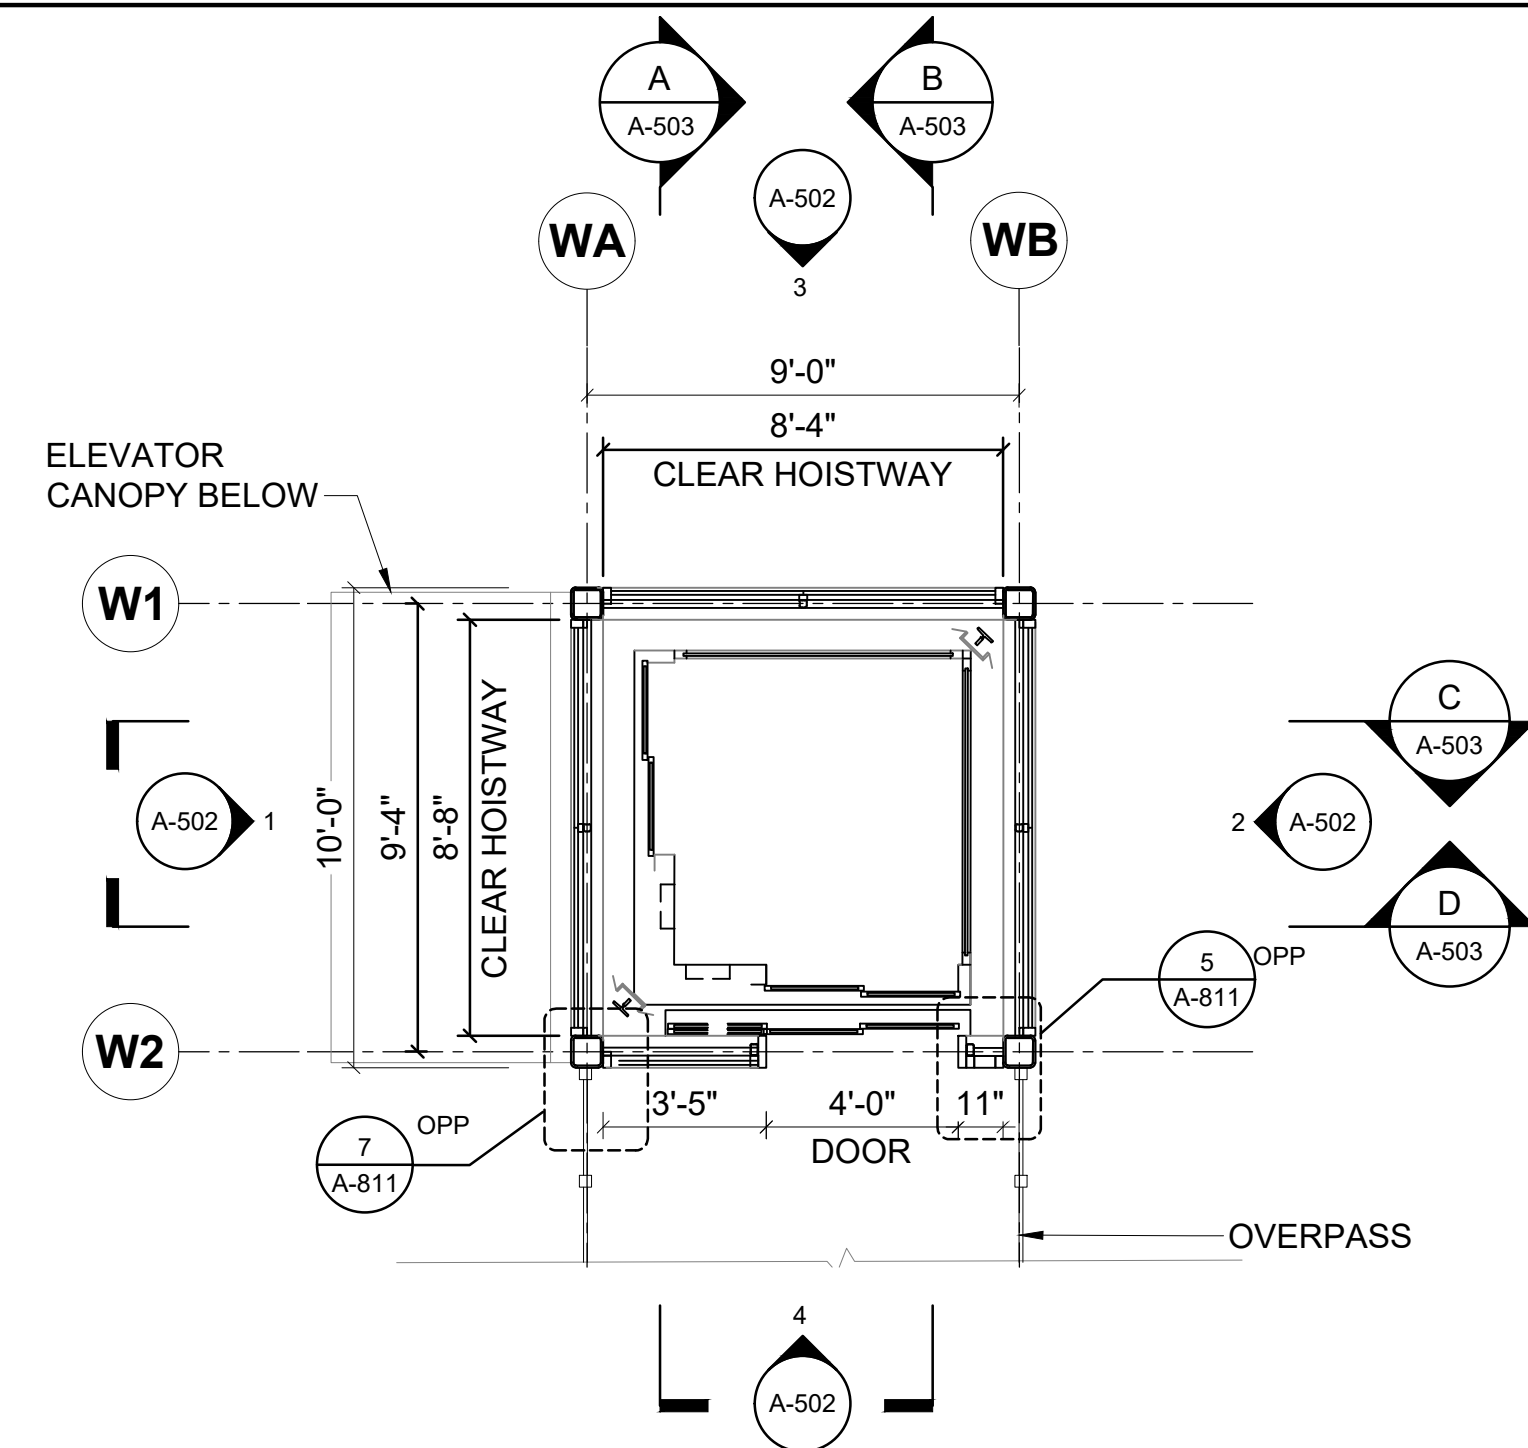 A
A-503
B
A-503
A-502
3
WA
WB
9'-0"
8'-4"
CLEAR HOISTWAY
ELEVATOR
CANOPY BELOW
W1
10'-0"
9'-4"
8'-8"
CLEAR HOISTWAY
A-502
1
2
A-502
C
A-503
D
A-503
5
A-811
OPP
W2
3'-5"
4'-0"
11"
DOOR
7
A-811
OPP
OVERPASS
4
A-502